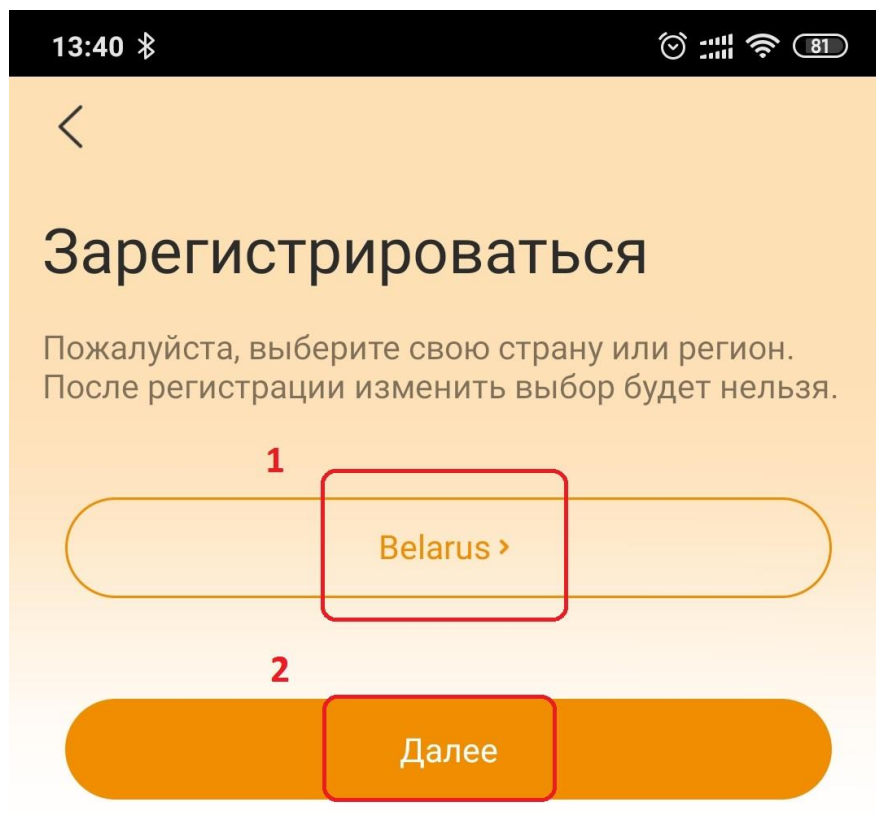 13:40
81
Зарегистрироваться
Пожалуйста, выберите свою страну или регион.
После регистрации изменить выбор будет нельзя.
1
Belarus ›
2
Далее